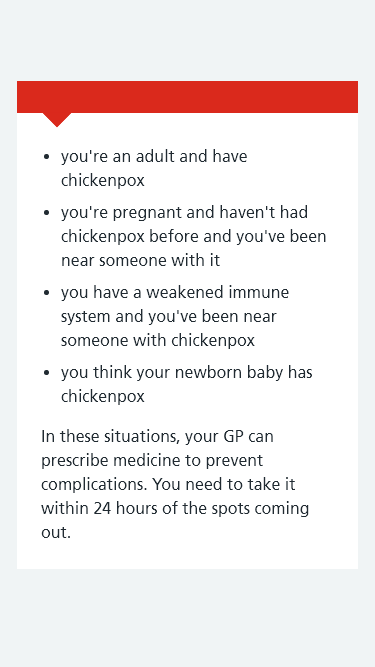 • you're an adult and have
chickenpox
• you're pregnant and haven't had
chickenpox before and you've been
near someone with it
• you have a weakened immune
system and you've been near
someone with chickenpox
• you think your newborn baby has
chickenpox
In these situations, your GP can
prescribe medicine to prevent
complications. You need to take it
within 24 hours of the spots coming
out.